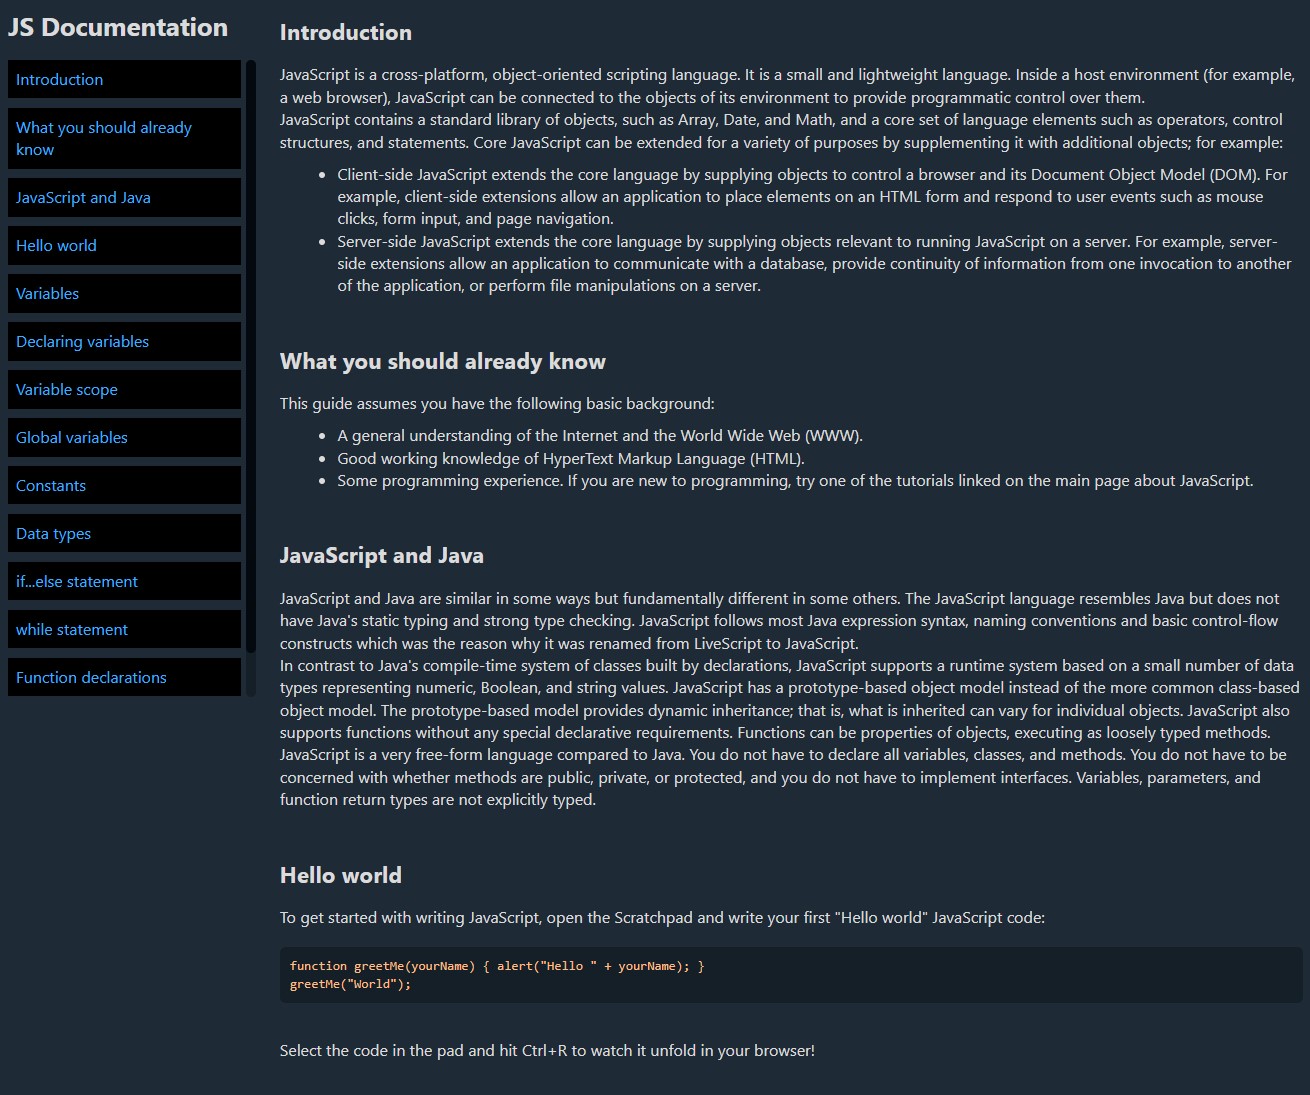 JS Documentation
Introduction
What you should already
know
JavaScript and Java
Hello world
Variables
Declaring variables
Variable scope
Global variables
Constants
Data types
if...else statement
while statement
Function declarations
Introduction
JavaScript is a cross-platform, object-oriented scripting language. It is a small and lightweight language. Inside a host environment (for example,
a web browser), JavaScript can be connected to the objects of its environment to provide programmatic control over them.
JavaScript contains a standard library of objects, such as Array, Date, and Math, and a core set of language elements such as operators, control
structures, and statements. Core JavaScript can be extended for a variety of purposes by supplementing it with additional objects; for example:
• Client-side JavaScript extends the core language by supplying objects to control a browser and its Document Object Model (DOM). For
example, client-side extensions allow an application to place elements on an HTML form and respond to user events such as mouse
clicks, form input, and page navigation.
• Server-side JavaScript extends the core language by supplying objects relevant to running JavaScript on a server. For example, server-
side extensions allow an application to communicate with a database, provide continuity of information from one invocation to another
of the application, or perform file manipulations on a server.
What you should already know
This guide assumes you have the following basic background:
• A general understanding of the Internet and the World Wide Web (WWW).
• Good working knowledge of HyperText Markup Language (HTML).
• Some programming experience. If you are new to programming, try one of the tutorials linked on the main page about JavaScript.
JavaScript and Java
JavaScript and Java are similar in some ways but fundamentally different in some others. The JavaScript language resembles Java but does not
have Java's static typing and strong type checking. JavaScript follows most Java expression syntax, naming conventions and basic control-flow
constructs which was the reason why it was renamed from LiveScript to JavaScript.
In contrast to Java's compile-time system of classes built by declarations, JavaScript supports a runtime system based on a small number of data
types representing numeric, Boolean, and string values. JavaScript has a prototype-based object model instead of the more common class-based
object model. The prototype-based model provides dynamic inheritance; that is, what is inherited can vary for individual objects. JavaScript also
supports functions without any special declarative requirements. Functions can be properties of objects, executing as loosely typed methods.
JavaScript is a very free-form language compared to Java. You do not have to declare all variables, classes, and methods. You do not have to be
concerned with whether methods are public, private, or protected, and you do not have to implement interfaces. Variables, parameters, and
function return types are not explicitly typed.
Hello world
To get started with writing JavaScript, open the Scratchpad and write your first "Hello world" JavaScript code:
function greetMe(yourName) { alert("Hello " + yourName); }
greetMe("World");
Select the code in the pad and hit Ctrl+R to watch it unfold in your browser!